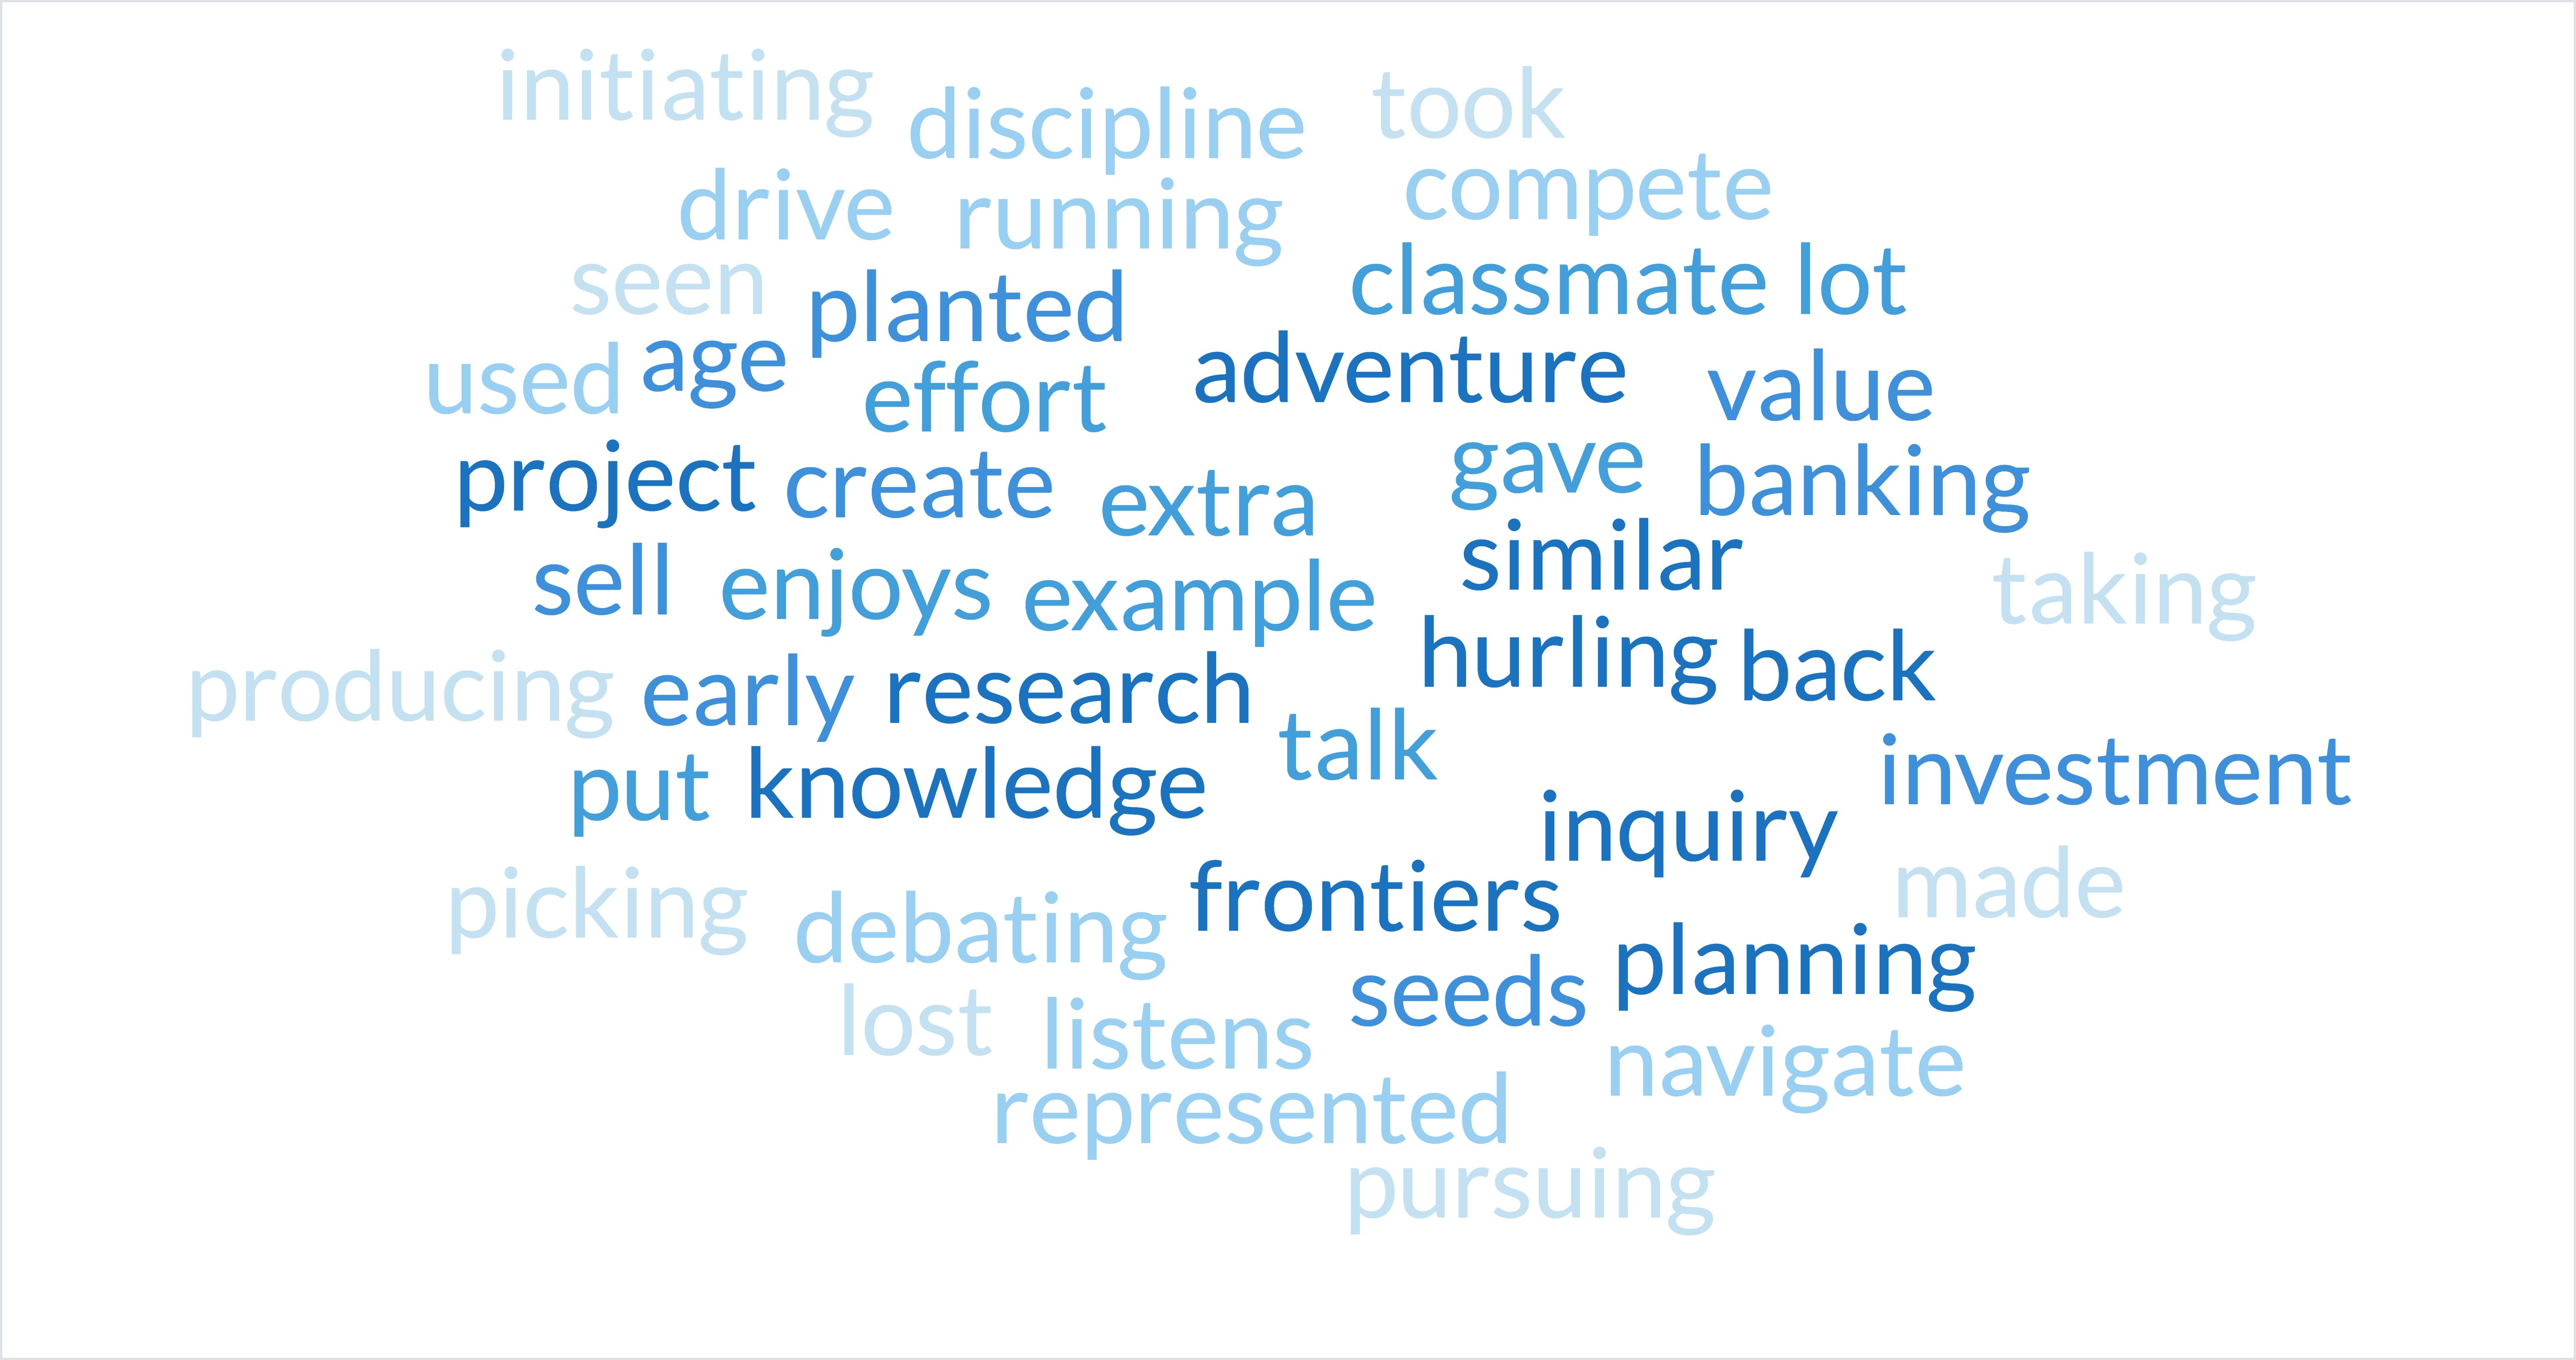 initiating
discipline took
drive running compete
seen planted classmate lot
used age effort adventure value
project create extra gave banking
sell enjoys example similar taking
producing early research hurling back
put knowledge talk investment
inquiry
picking debating frontiers made
planning
lost listens seeds navigate
represented
pursuing